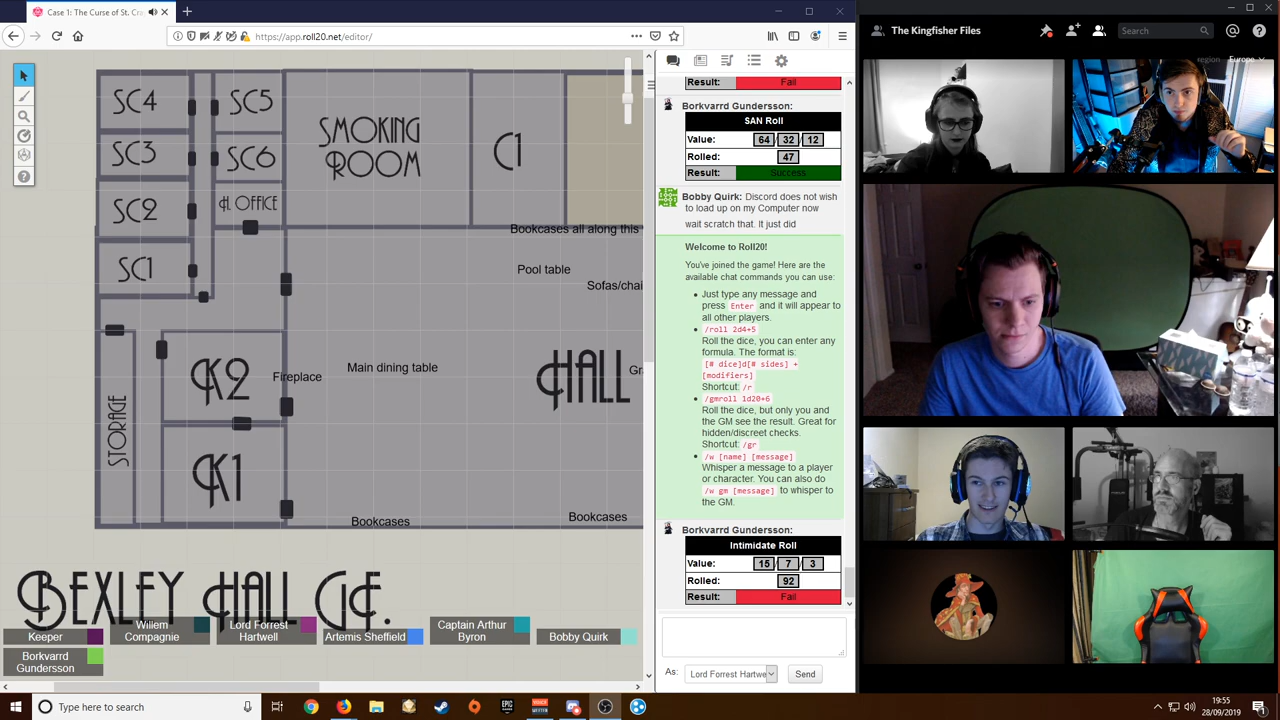 Case 1: The Curse of St. Cr
https://app.roll20.net/editor/
SC4
SC5
SC3
SC6
SC2
H. OFFICE
SC1
SMOKING
ROOM
C1
Bookcases all along this
Pool table
Sofas/chai
K2
Fireplace
Main dining table
HALL
Gr
STORAGE
K1
Bookcases
Bookcases
BEXLEY HALL G.F.
Keeper
Willem
Compagnie
Lord Forrest
Hartwell
Artemis Sheffield
Captain Arthur
Byron
Bobby Quirk
Borkvarrd
Gundersson
Result: Fail
Borkvarrd Gundersson:
SAN Roll
Value: 64 32 12
Rolled: 47
Result: Success
Bobby Quirk: Discord does not wish
to load up on my Computer now
wait scratch that. It just did
Welcome to Roll20!
You've joined the game! Here are the
available chat commands you can use:
Just type any message and
press Enter and it will appear to
all other players.
/roll 2d4+5
Roll the dice, you can enter any
formula. The format is:
[# dice]d[# sides] +
[modifiers]
Shortcut: /r
/gmroll 1d20+6
Roll the dice, but only you and
the GM see the result. Great for
hidden/discreet checks.
Shortcut: /gr
/w [name] [message]
Whisper a message to a player
or character. You can also do
/w gm [message] to whisper to
the GM.
Borkvarrd Gundersson:
Intimidate Roll
Value: 15 7 3
Rolled: 92
Result: Fail
As: Lord Forrest Hartwe
Send
The Kingfisher Files
Search
region Europe
Type here to search
EPIC
GAMES
19:55
28/09/2019
1